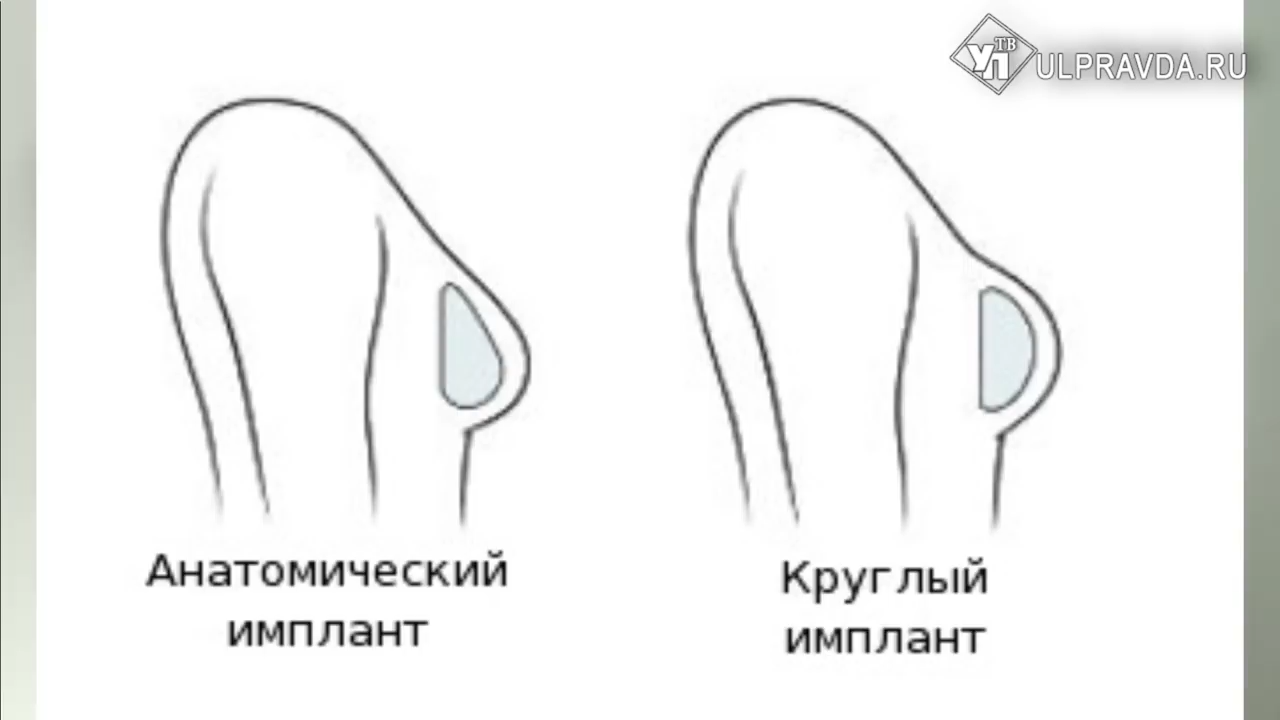 УП ТВ
ULPRAVDA.RU
Анатомический
имплант
Круглый
имплант